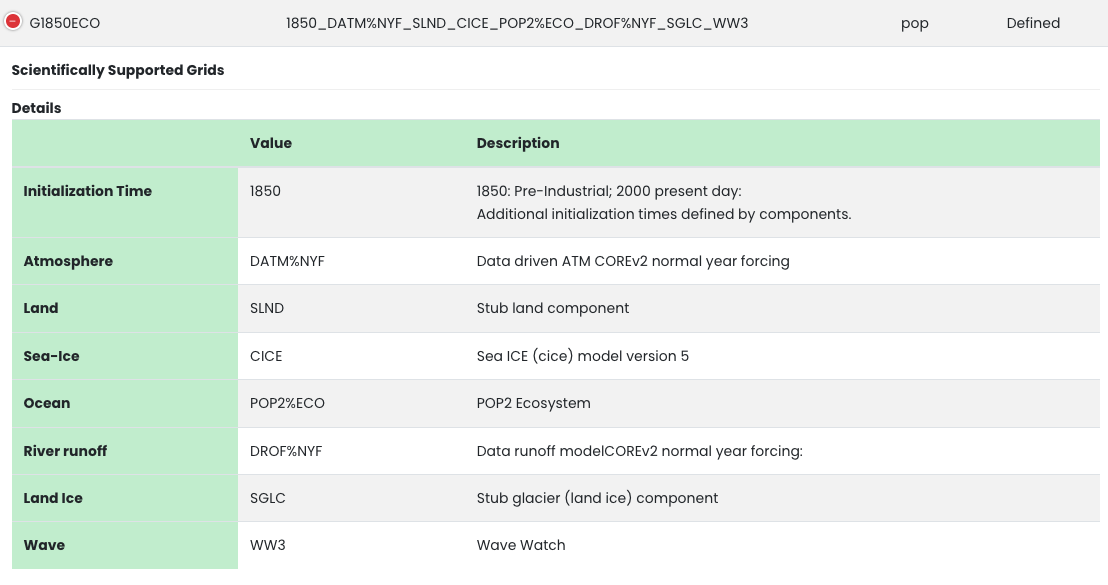 G1850ECO 1850_DATM%NYF_SLND_CICE_POP2%ECO_DROF%NYF_SGLC_WW3 pop Defined
Scientifically Supported Grids
Details
Value Description
Initialization Time 1850 1850: Pre-Industrial; 2000 present day:
Additional initialization times defined by components.
Atmosphere DATM%NYF Data driven ATM COREv2 normal year forcing
Land SLND Stub land component
Sea-Ice CICE Sea ICE (cice) model version 5
Ocean POP2%ECO POP2 Ecosystem
River runoff DROF%NYF Data runoff modelCOREv2 normal year forcing:
Land Ice SGLC Stub glacier (land ice) component
Wave WW3 Wave Watch